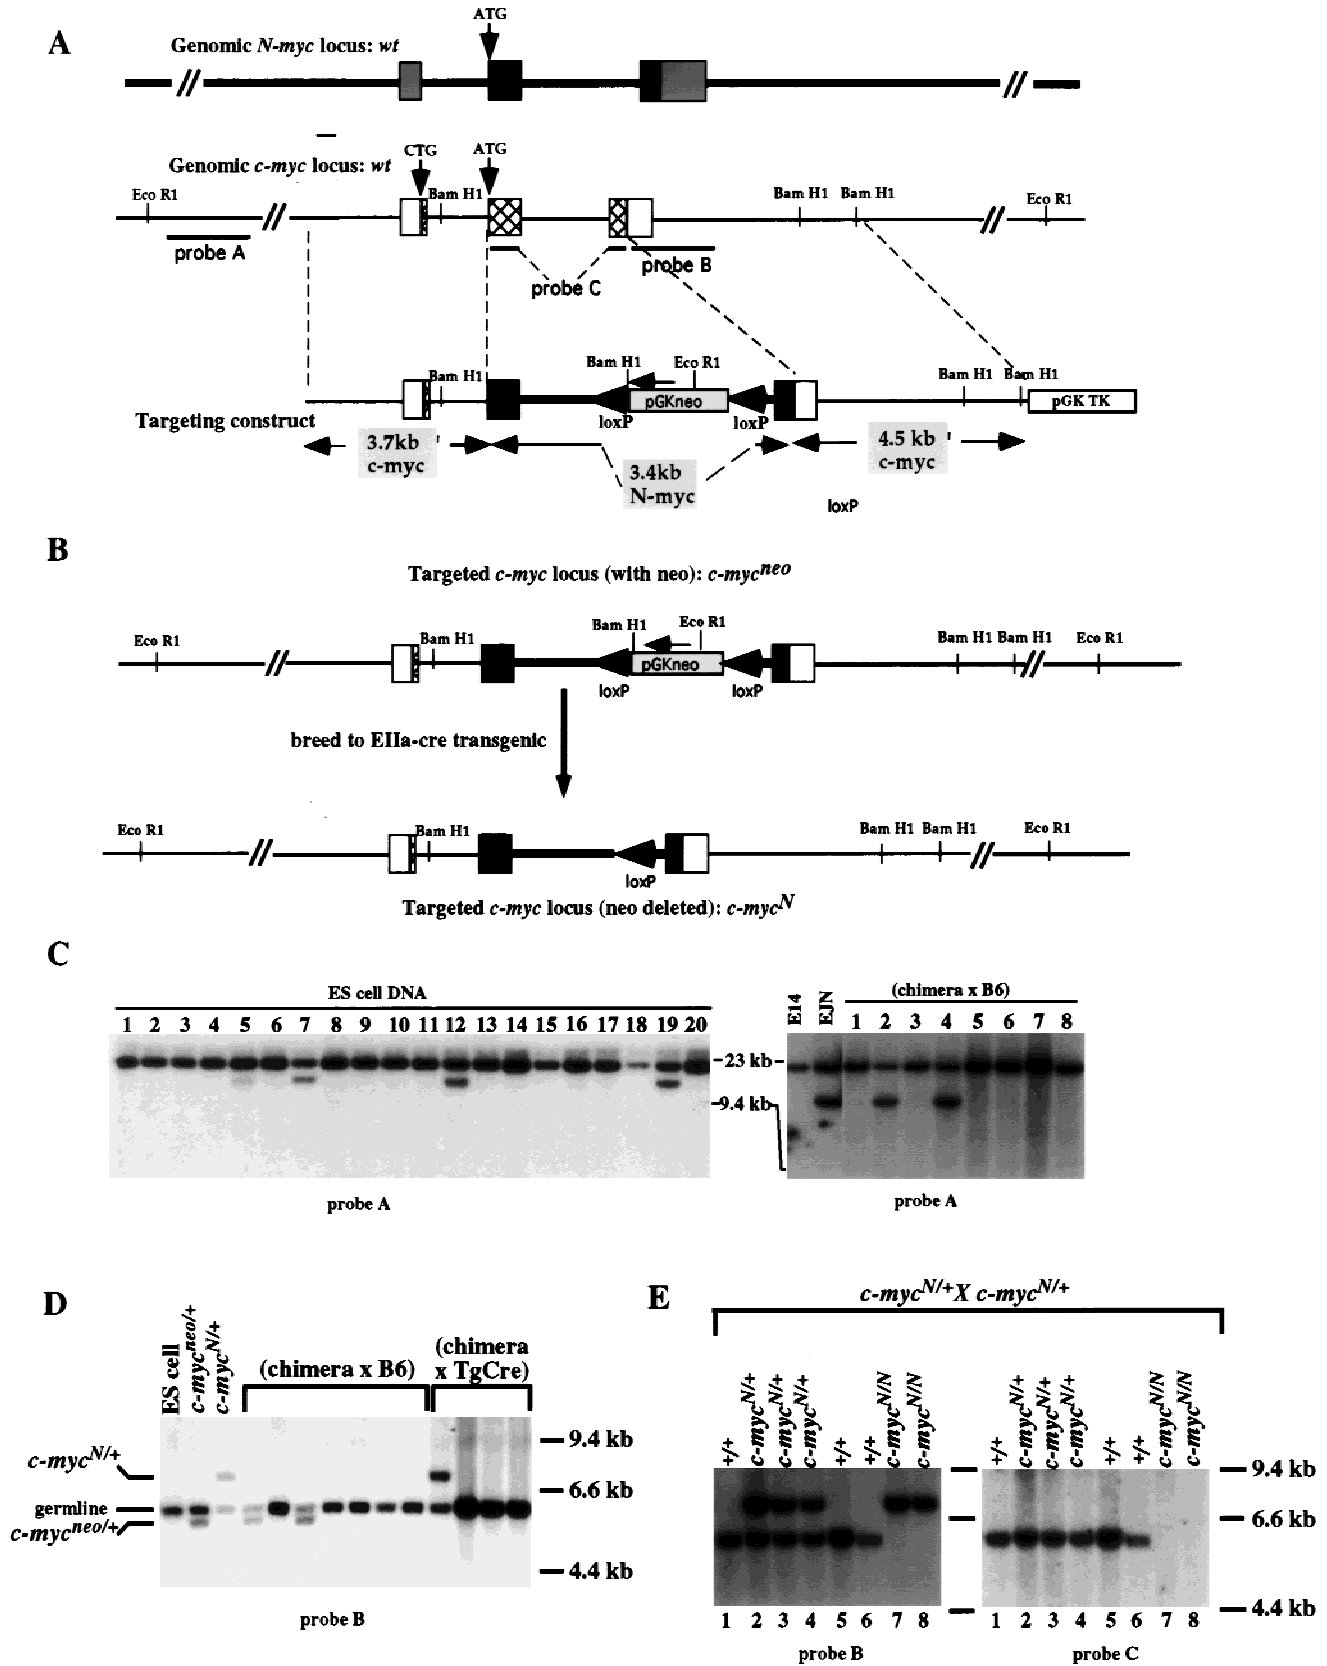 A
ATG
Genomic N-myc locus: wt
CTG
ATG
Genomic c-myc locus: wt
Eco R1
Bam H1
Bam H1
Bam H1
Eco R1
probe A
probe B
probe C
Bam H1
Bam H1
Eco R1
Bam H1
Bam H1
pGKneo
pGK TK
Targeting construct
loxP
loxP
3.7kb
c-myc
3.4kb
N-myc
4.5 kb
c-myc
loxP
B
Targeted c-myc locus (with neo): c-myc^neo
Eco R1
Bam H1
Bam H1
Eco R1
Bam H1
Bam H1
Eco R1
pGKneo
loxP
loxP
breed to EIIa-cre transgenic
Eco R1
Bam H1
Bam H1
Bam H1
Eco R1
loxP
Targeted c-myc locus (neo deleted): c-myc^N
C
ES cell DNA
1 2 3 4 5 6 7 8 9 10 11 12 13 14 15 16 17 18 19 20
E14
EJN
(chimera x B6)
1 2 3 4 5 6 7 8
23 kb
9.4 kb
probe A
probe A
D
ES cell
c-myc^neo/+
c-myc^N/+
(chimera x B6)
(chimera
x TgCre)
c-myc^N/+
germline
c-myc^neo/+
9.4 kb
6.6 kb
4.4 kb
probe B
E
c-myc^N/+ X c-myc^N/+
+/+
c-myc^N/+
c-myc^N/+
c-myc^N/+
+/+
+/+
c-myc^N/N
c-myc^N/N
+/+
c-myc^N/+
c-myc^N/+
c-myc^N/+
+/+
+/+
c-myc^N/N
c-myc^N/N
9.4 kb
6.6 kb
4.4 kb
1 2 3 4 5 6 7 8
1 2 3 4 5 6 7 8
probe B
probe C